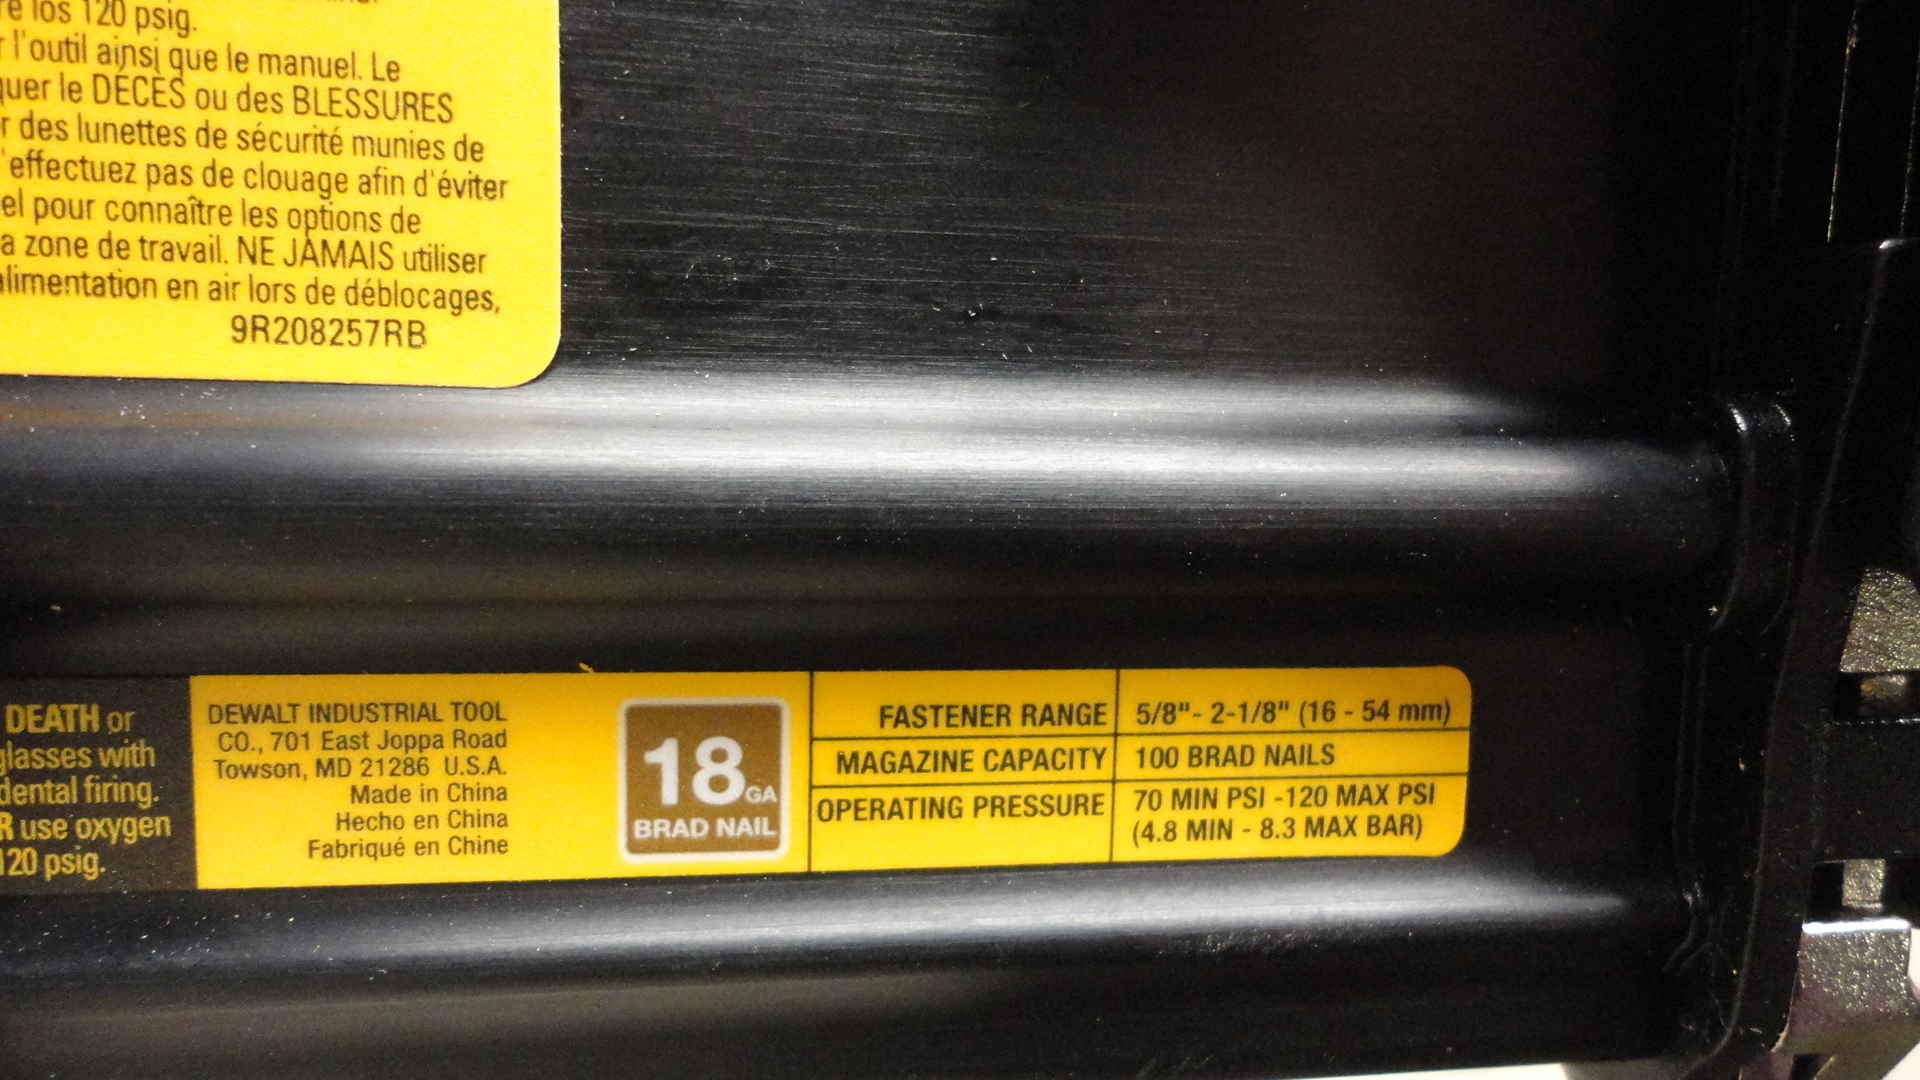 re los 120 psig.
l'outil ainsi que le manuel. Le
quer le DÉCÈS ou des BLESSURES
r des lunettes de sécurité munies de
'effectuez pas de clouage afin d'éviter
el pour connaître les options de
a zone de travail. NE JAMAIS utiliser
alimentation en air lors de déblocages,
9R208257RB
DEATH or
glasses with
dental firing.
R use oxygen
120 psig.
DEWALT INDUSTRIAL TOOL
CO., 701 East Joppa Road
Towson, MD 21286 U.S.A.
Made in China
Hecho en China
Fabriqué en Chine
18GA
BRAD NAIL
FASTENER RANGE 5/8"- 2-1/8" (16 - 54 mm)
MAGAZINE CAPACITY 100 BRAD NAILS
OPERATING PRESSURE 70 MIN PSI -120 MAX PSI
(4.8 MIN - 8.3 MAX BAR)